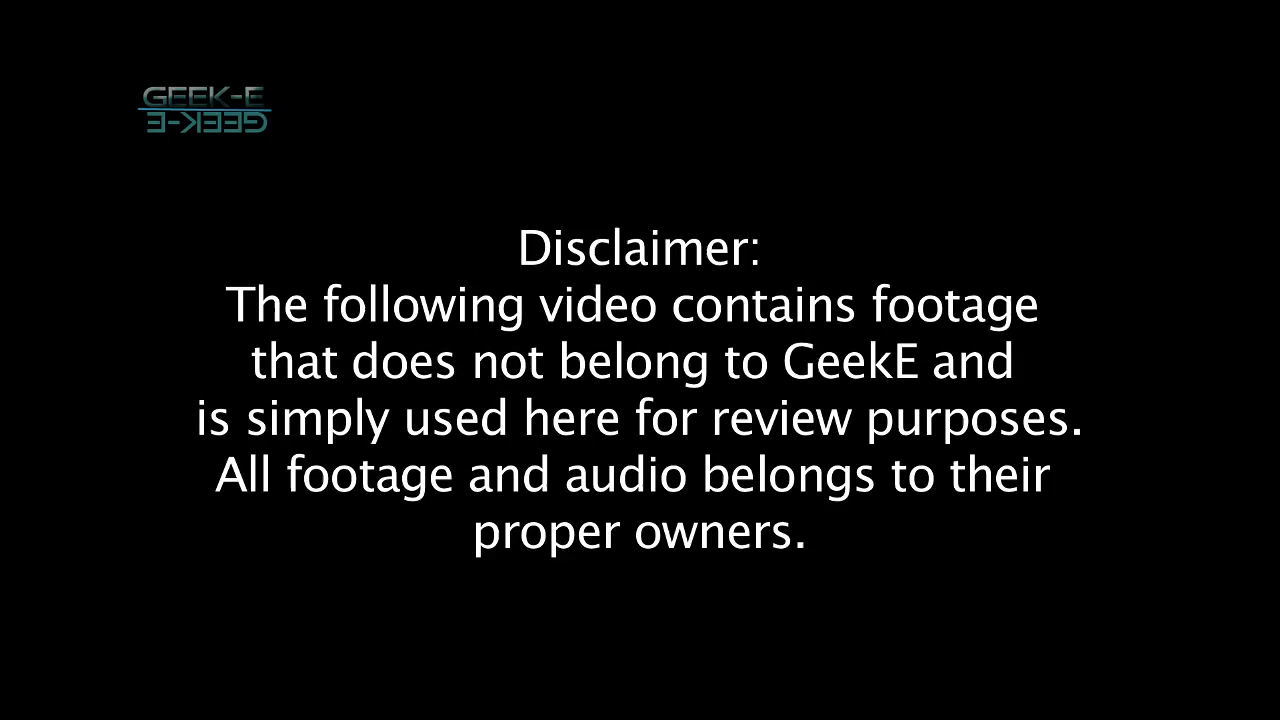 GEEK-E
GEEK-E
Disclaimer:
The following video contains footage
that does not belong to GeekE and
is simply used here for review purposes.
All footage and audio belongs to their
proper owners.